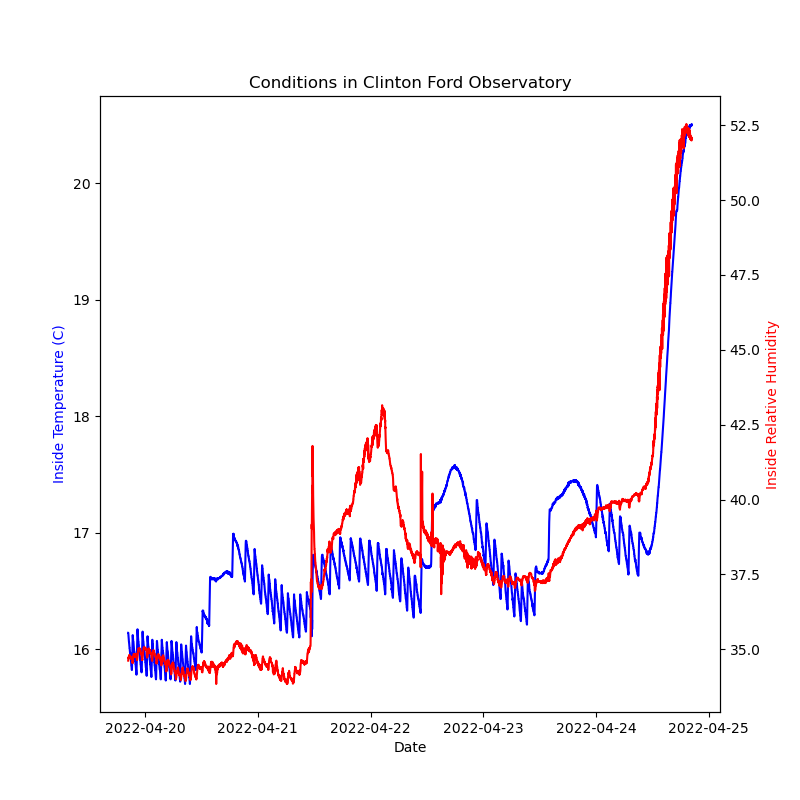 Conditions in Clinton Ford Observatory
Inside Temperature (C)
20
19
18
17
16
52.5
50.0
47.5
45.0
42.5
40.0
37.5
35.0
Inside Relative Humidity
2022-04-20 2022-04-21 2022-04-22 2022-04-23 2022-04-24 2022-04-25
Date